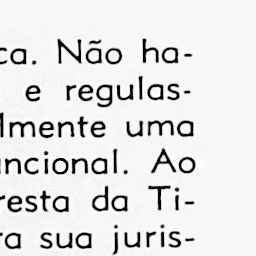 ca. Não ha-
e regulas-
lmente uma
ncional. Ao
resta da Ti-
ra sua juris-